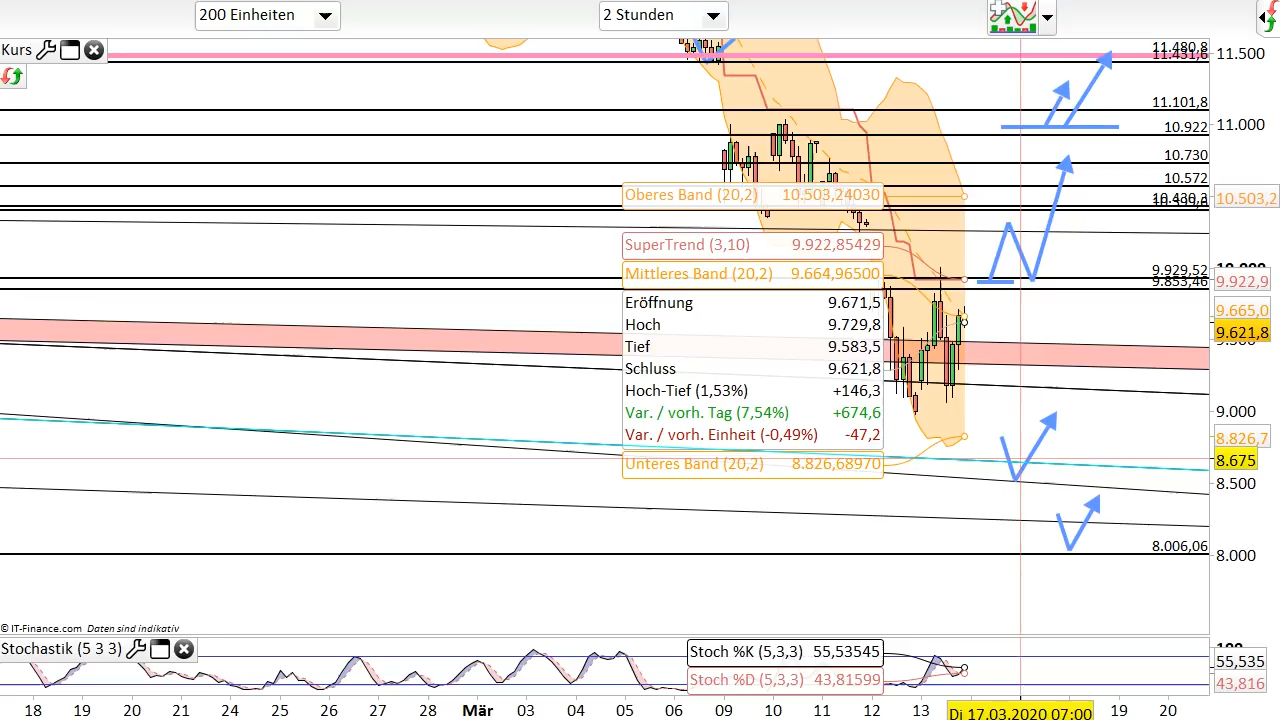 200 Einheiten
2 Stunden
Kurs
11.480,8
11.431,6
11.500
11.101,8
11.000
10.922
10.730
10.572
10.430,3
Oberes Band (20,2) 10.503,24030
10.503,2
SuperTrend (3,10) 9.922,85429
Mittleres Band (20,2) 9.664,96500
9.929,52
9.853,46
9.922,9
Eröffnung 9.671,5
Hoch 9.729,8
Tief 9.583,5
Schluss 9.621,8
Hoch-Tief (1,53%) +146,3
Var. / vorh. Tag (7,54%) +674,6
Var. / vorh. Einheit (-0,49%) -47,2
Unteres Band (20,2) 8.826,68970
9.665,0
9.621,8
9.000
8.826,7
8.675
8.500
8.006,06
8.000
© IT-Finance.com Daten sind indikativ
Stochastik (5 3 3)
Stoch %K (5,3,3) 55,53545
Stoch %D (5,3,3) 43,81599
100
55,535
43,816
18 19 20 21 24 25 26 27 28 Mär 03 04 05 06 09 10 11 12 13 Di 17.03.2020 07:00 19 20